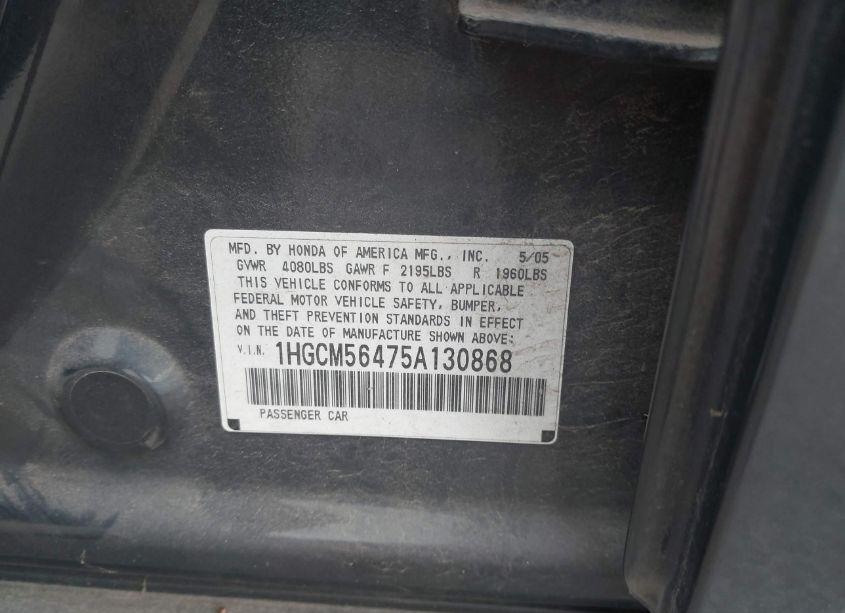 MFD. BY HONDA OF AMERICA MFG., INC. 5/05
GVWR 4080LBS GAWR F 2195LBS R 1960LBS
THIS VEHICLE CONFORMS TO ALL APPLICABLE
FEDERAL MOTOR VEHICLE SAFETY, BUMPER,
AND THEFT PREVENTION STANDARDS IN EFFECT
ON THE DATE OF MANUFACTURE SHOWN ABOVE:
V.I.N. 1HGCM56475A130868
PASSENGER CAR